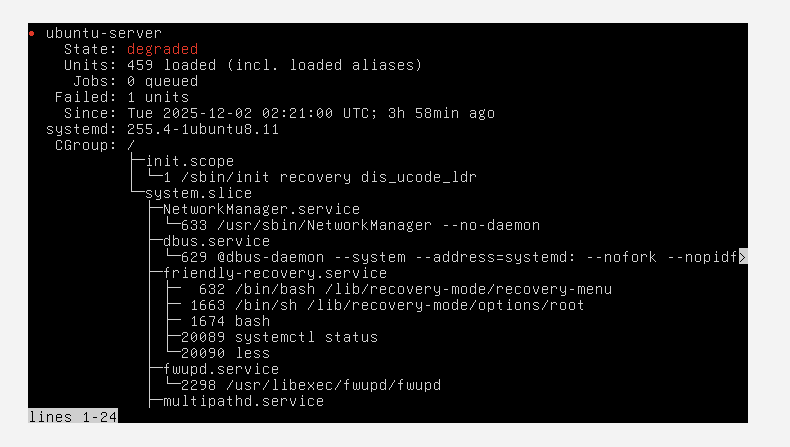 ● ubuntu-server
    State: degraded
    Units: 459 loaded (incl. loaded aliases)
     Jobs: 0 queued
   Failed: 1 units
    Since: Tue 2025-12-02 02:21:00 UTC; 3h 58min ago
  systemd: 255.4-1ubuntu8.11
   CGroup: /
           ├─init.scope
           │ └─1 /sbin/init recovery dis_ucode_ldr
           └─system.slice
             ├─NetworkManager.service
             │ └─633 /usr/sbin/NetworkManager --no-daemon
             ├─dbus.service
             │ └─629 @dbus-daemon --system --address=systemd: --nofork --nopidf>
             ├─friendly-recovery.service
             │ ├─  632 /bin/bash /lib/recovery-mode/recovery-menu
             │ ├─ 1663 /bin/sh /lib/recovery-mode/options/root
             │ ├─ 1674 bash
             │ ├─20089 systemctl status
             │ └─20090 less
             ├─fwupd.service
             │ └─2298 /usr/libexec/fwupd/fwupd
             ├─multipathd.service
lines 1-24